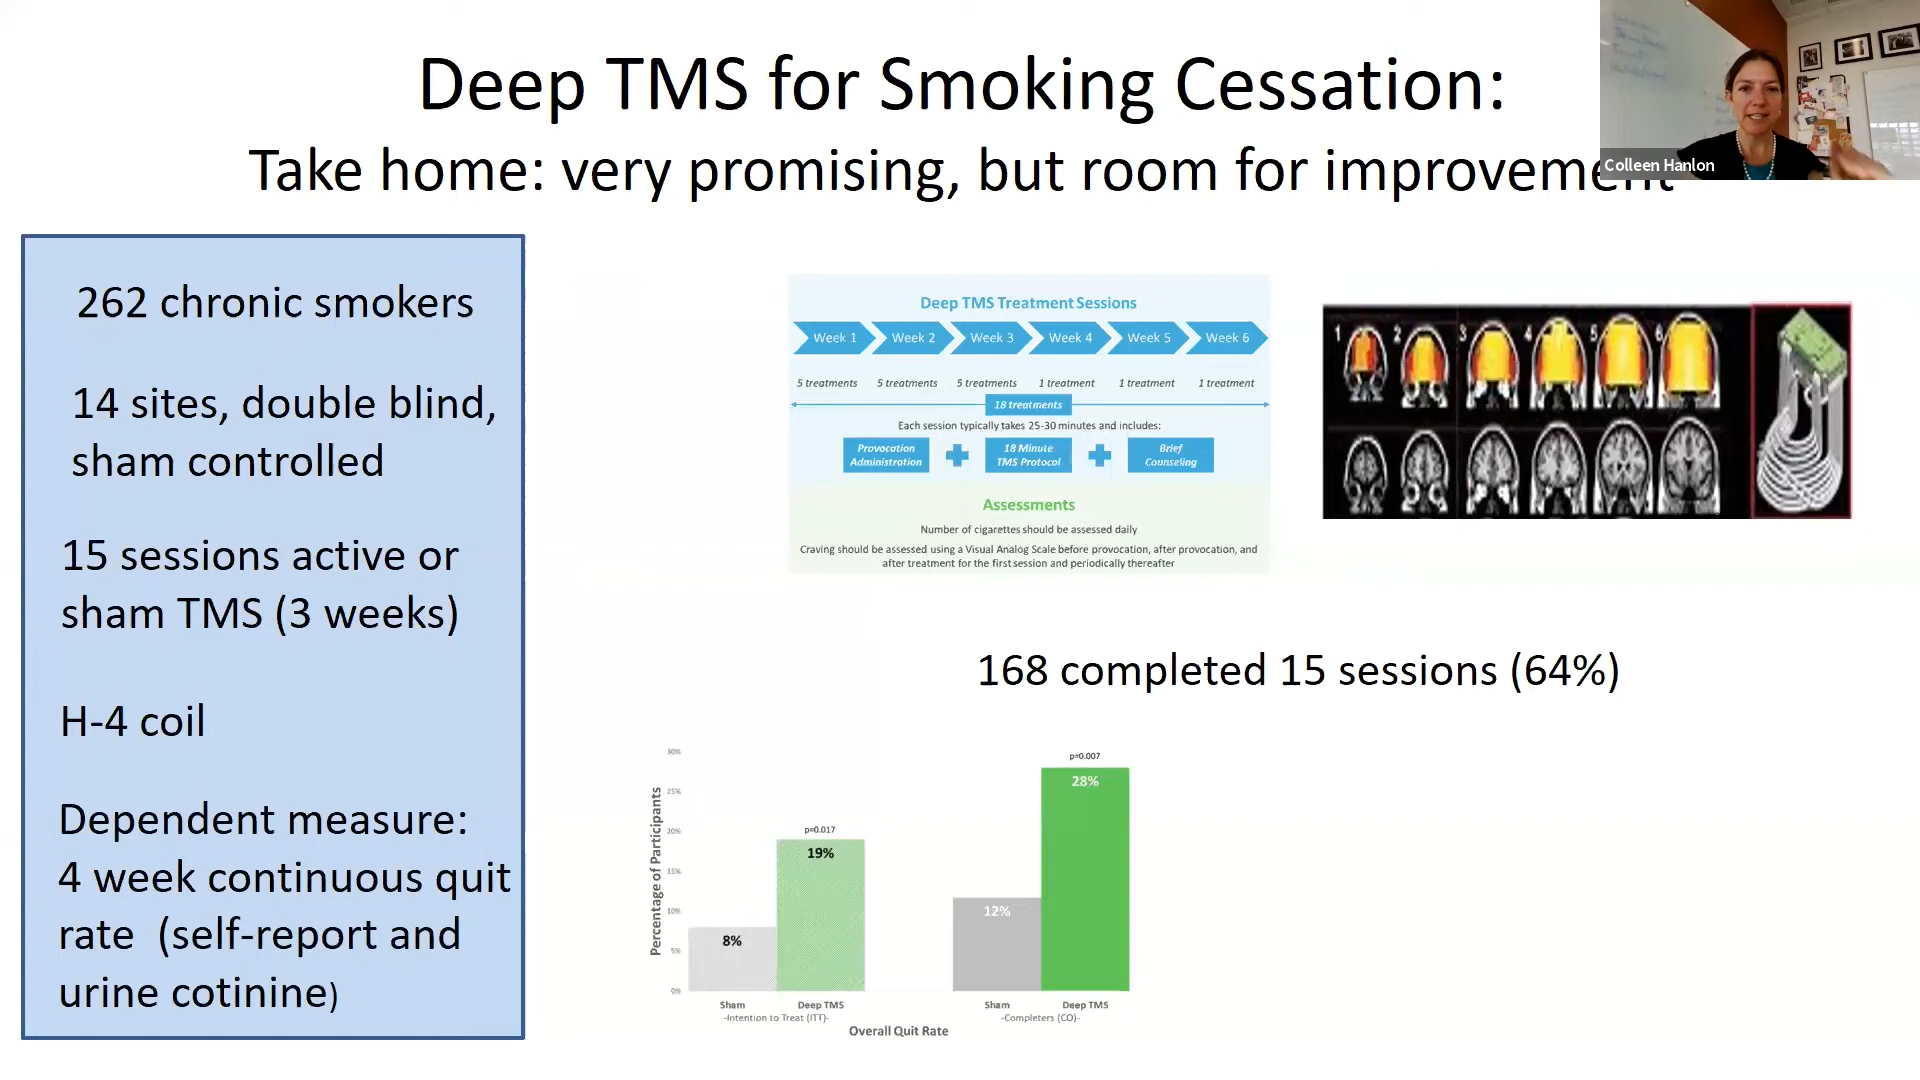 Deep TMS for Smoking Cessation:
Take home: very promising, but room for improvement
Colleen Hanlon
262 chronic smokers
14 sites, double blind,
sham controlled
15 sessions active or
sham TMS (3 weeks)
H-4 coil
Dependent measure:
4 week continuous quit
rate (self-report and
urine cotinine)
Deep TMS Treatment Sessions
Week 1 Week 2 Week 3 Week 4 Week 5 Week 6
5 treatments 5 treatments 5 treatments 1 treatment 1 treatment 1 treatment
18 treatments
Each session typically takes 25-30 minutes and includes:
Provocation
Administration
18 Minute
TMS Protocol
Brief
Counseling
Assessments
Number of cigarettes should be assessed daily
Craving should be assessed using a Visual Analog Scale before provocation, after provocation, and
after treatment for the first session and periodically thereafter
1 2 3 4 5 6
168 completed 15 sessions (64%)
Percentage of Participants
30%
25%
20%
15%
10%
5%
0%
8%
p=0.017
19%
12%
p=0.007
28%
Sham Deep TMS Sham Deep TMS
-Intention to Treat (ITT)- -Completers (CO)-
Overall Quit Rate